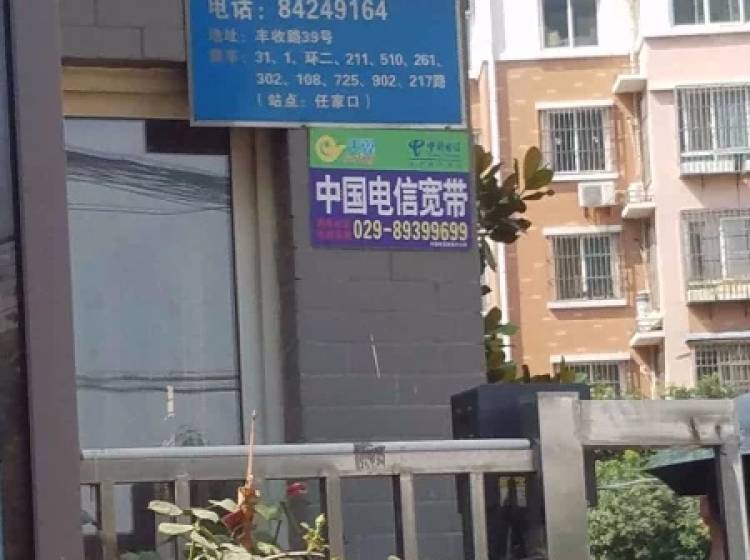 电话：84249164
地址：丰收路39号
乘车：31、1、环二、211、510、261、
302、108、725、902、217路
（站点：任家口）
中国电信
中国电信宽带
029-89399699